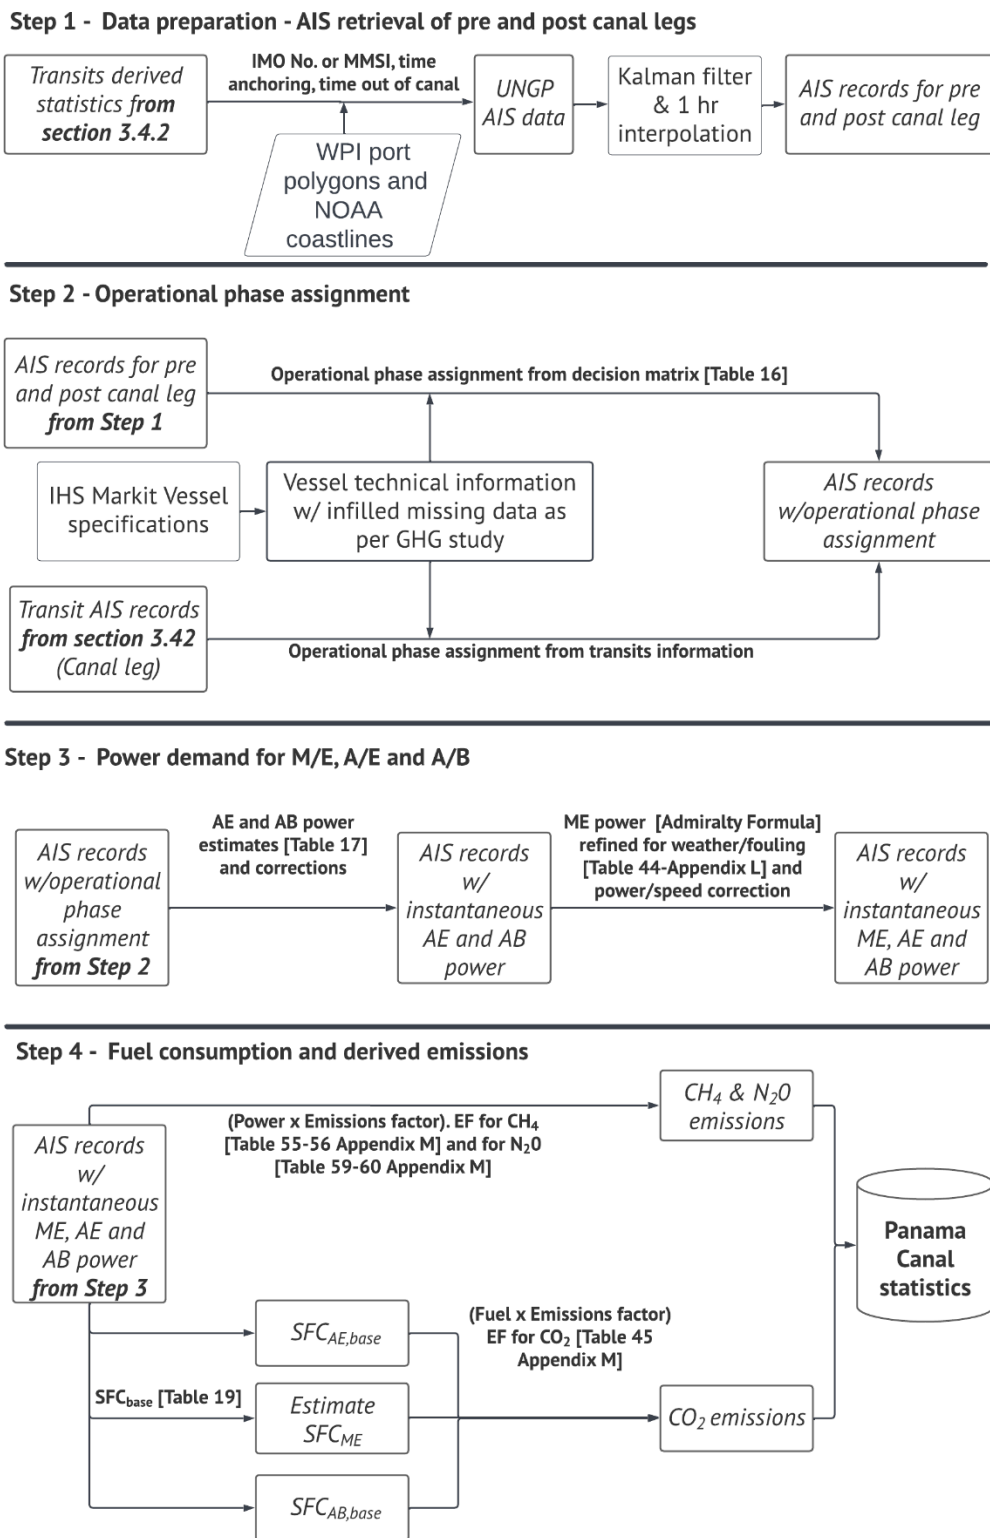 Step 1 - Data preparation - AIS retrieval of pre and post canal legs
Transits derived
statistics from
section 3.4.2
IMO No. or MMSI, time
anchoring, time out of canal
WPI port
polygons and
NOAA
coastlines
UNGP
AIS data
Kalman filter
& 1 hr
interpolation
AIS records for pre
and post canal leg
Step 2 - Operational phase assignment
AIS records for pre
and post canal leg
from Step 1
Operational phase assignment from decision matrix [Table 16]
IHS Markit Vessel
specifications
Vessel technical information
w/ infilled missing data as
per GHG study
AIS records
w/operational phase
assignment
Transit AIS records
from section 3.42
(Canal leg)
Operational phase assignment from transits information
Step 3 - Power demand for M/E, A/E and A/B
AIS records
w/operational
phase
assignment
from Step 2
AE and AB power
estimates [Table 17]
and corrections
AIS records
w/
instantaneous
AE and AB
power
ME power [Admiralty Formula]
refined for weather/fouling
[Table 44-Appendix L] and
power/speed correction
AIS records
w/
instantaneous
ME, AE and
AB power
Step 4 - Fuel consumption and derived emissions
AIS records
w/
instantaneous
ME, AE and
AB power
from Step 3
(Power x Emissions factor). EF for CH₄
[Table 55-56 Appendix M] and for N₂0
[Table 59-60 Appendix M]
CH₄ & N₂0
emissions
Panama
Canal
statistics
SFCbase [Table 19]
SFCAE,base
Estimate
SFCME
SFCAB,base
(Fuel x Emissions factor)
EF for CO₂ [Table 45
Appendix M]
CO₂ emissions